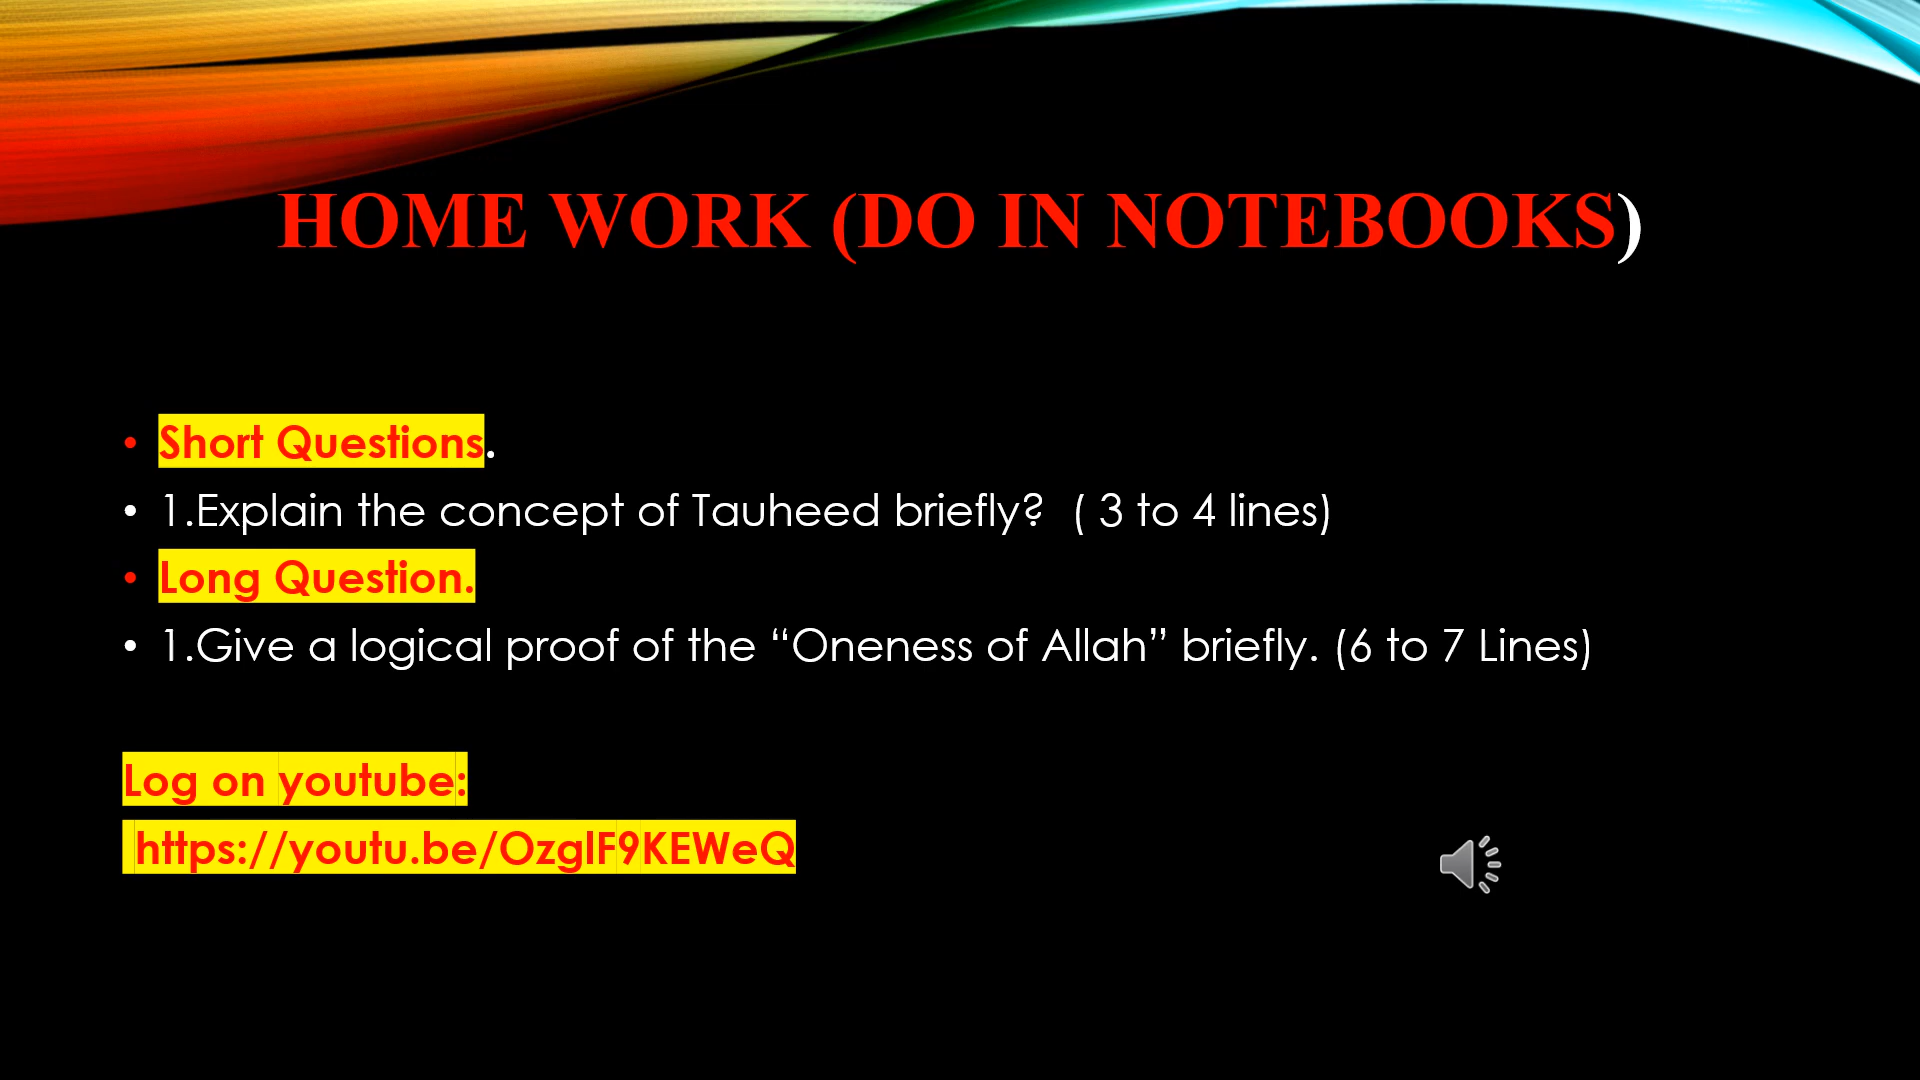 HOME WORK (DO IN NOTEBOOKS)
• Short Questions.
• 1.Explain the concept of Tauheed briefly?  ( 3 to 4 lines)
• Long Question.
• 1.Give a logical proof of the “Oneness of Allah” briefly. (6 to 7 Lines)
Log on youtube:
https://youtu.be/OzglF9KEWeQ